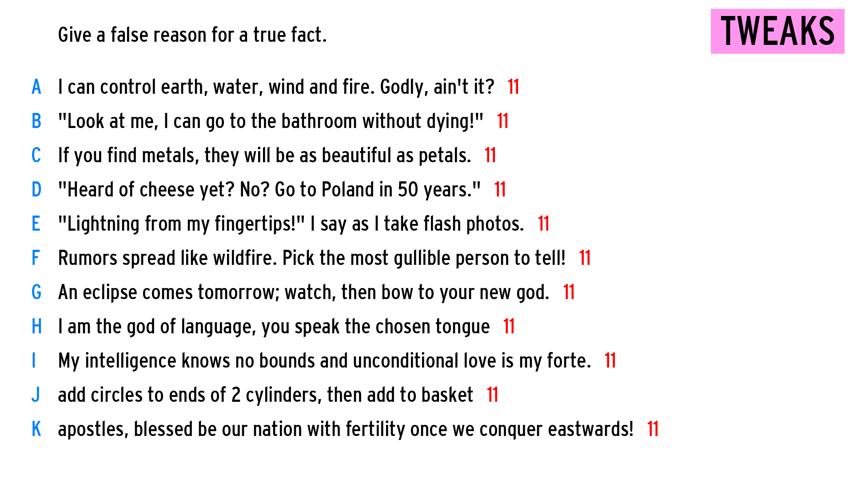 Give a false reason for a true fact.
TWEAKS
A I can control earth, water, wind and fire. Godly, ain't it? 11
B "Look at me, I can go to the bathroom without dying!" 11
C If you find metals, they will be as beautiful as petals. 11
D "Heard of cheese yet? No? Go to Poland in 50 years." 11
E "Lightning from my fingertips!" I say as I take flash photos. 11
F Rumors spread like wildfire. Pick the most gullible person to tell! 11
G An eclipse comes tomorrow; watch, then bow to your new god. 11
H I am the god of language, you speak the chosen tongue 11
I My intelligence knows no bounds and unconditional love is my forte. 11
J add circles to ends of 2 cylinders, then add to basket 11
K apostles, blessed be our nation with fertility once we conquer eastwards! 11